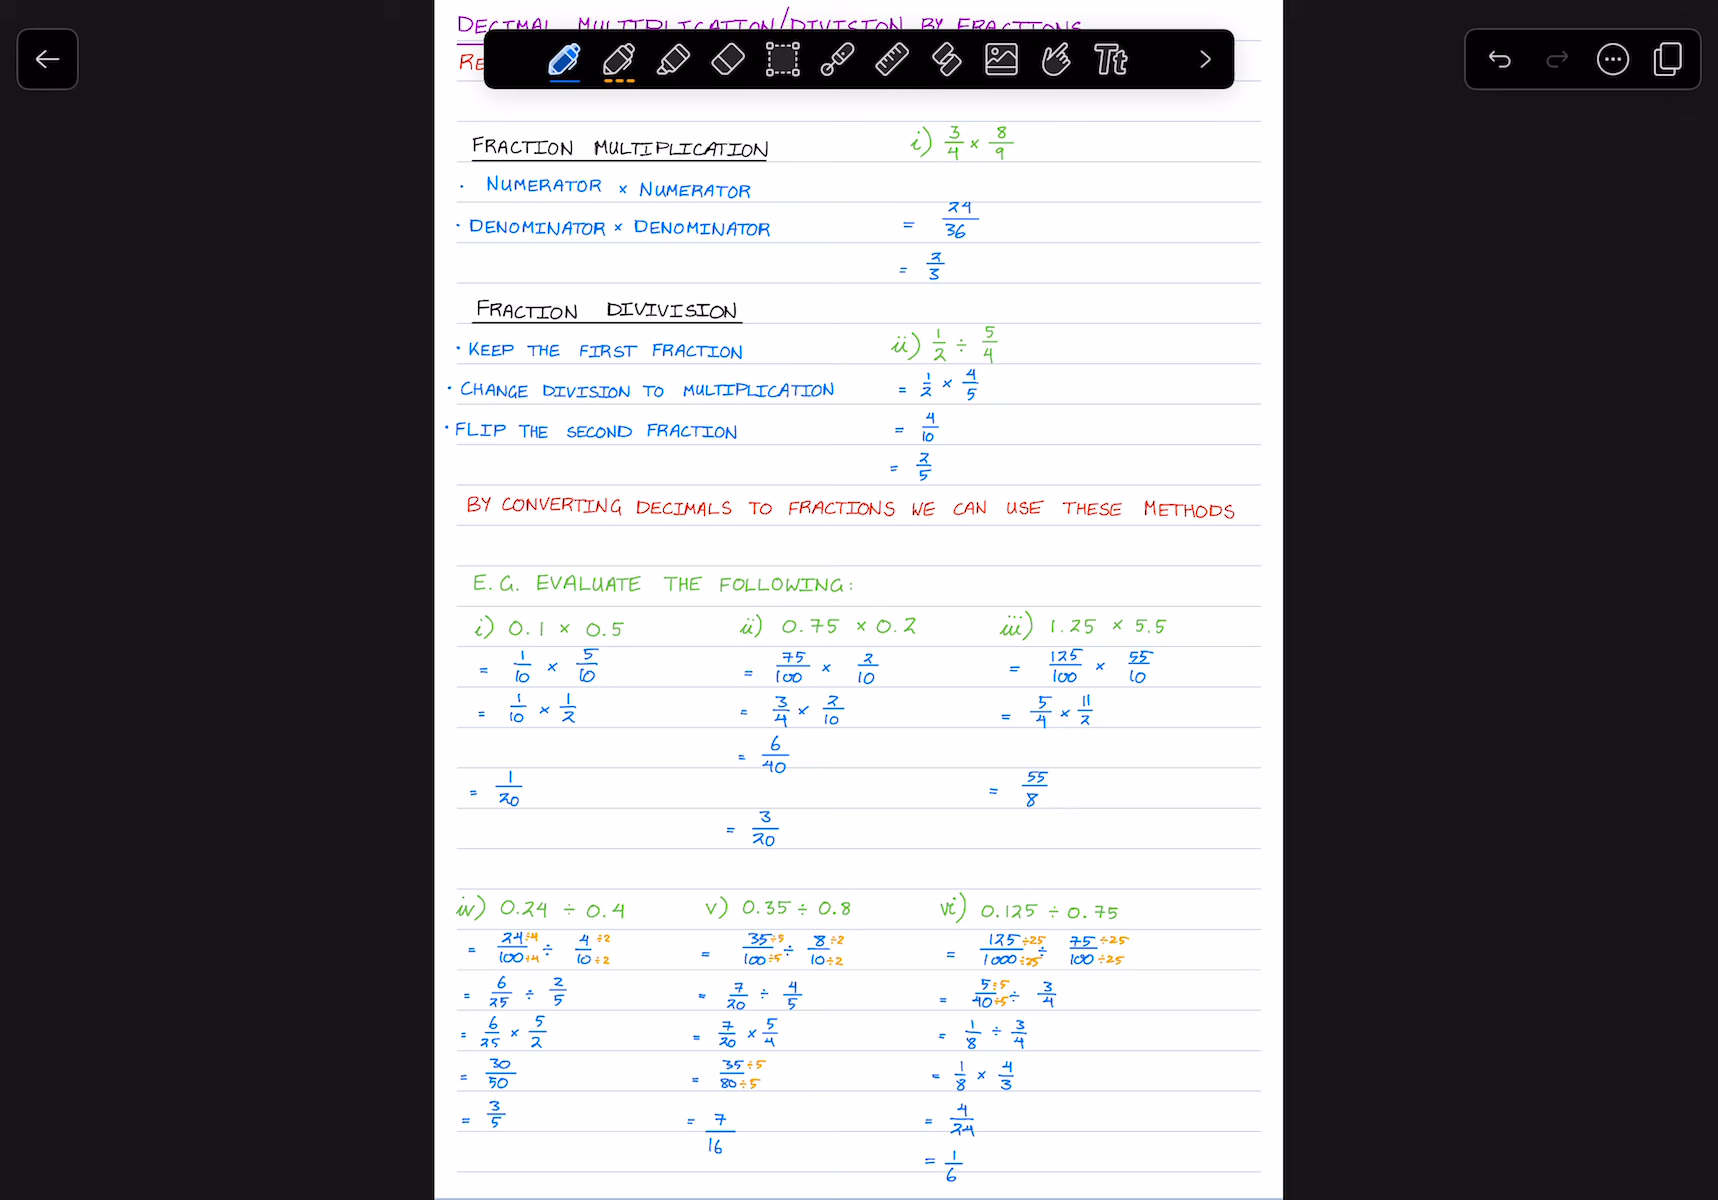 DECIMAL MULTIPLICATION/DIVISION BY FRACTIONS
Tt
FRACTION MULTIPLICATION
i) 3/4 × 8/9
· NUMERATOR × NUMERATOR
· DENOMINATOR × DENOMINATOR
= 24/36
= 2/3
FRACTION DIVIVISION
ii) 1/2 ÷ 5/4
· KEEP THE FIRST FRACTION
· CHANGE DIVISION TO MULTIPLICATION
= 1/2 × 4/5
· FLIP THE SECOND FRACTION
= 4/10
= 2/5
BY CONVERTING DECIMALS TO FRACTIONS WE CAN USE THESE METHODS
E.G. EVALUATE THE FOLLOWING:
i) 0.1 × 0.5
= 1/10 × 5/10
= 1/10 × 1/2
= 1/20
ii) 0.75 × 0.2
= 75/100 × 2/10
= 3/4 × 2/10
= 6/40
= 3/20
iii) 1.25 × 5.5
= 125/100 × 55/10
= 5/4 × 11/2
= 55/8
iv) 0.24 ÷ 0.4
= 24÷4/100÷4 ÷ 4÷2/10÷2
= 6/25 ÷ 2/5
= 6/25 × 5/2
= 30/50
= 3/5
v) 0.35 ÷ 0.8
= 35÷5/100÷5 ÷ 8÷2/10÷2
= 7/20 ÷ 4/5
= 7/20 × 5/4
= 35÷5/80÷5
= 7/16
vi) 0.125 ÷ 0.75
= 125÷25/1000÷25 ÷ 75÷25/100÷25
= 5÷5/40÷5 ÷ 3/4
= 1/8 ÷ 3/4
= 1/8 × 4/3
= 4/24
= 1/6